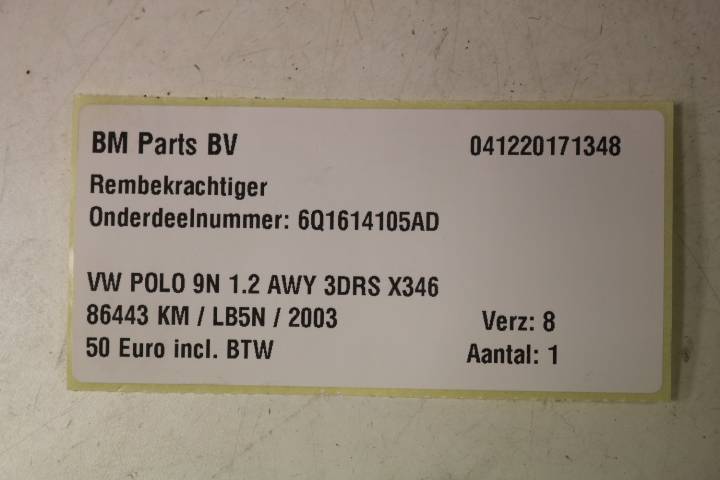 BM Parts BV 041220171348
Rembekrachtiger
Onderdeelnummer: 6Q1614105AD
VW POLO 9N 1.2 AWY 3DRS X346
86443 KM / LB5N / 2003 Verz: 8
50 Euro incl. BTW Aantal: 1